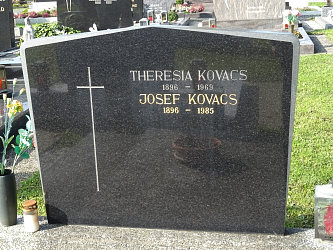 THERESIA KOVACS
1896 - 1969
JOSEF KOVACS
1896 - 1985